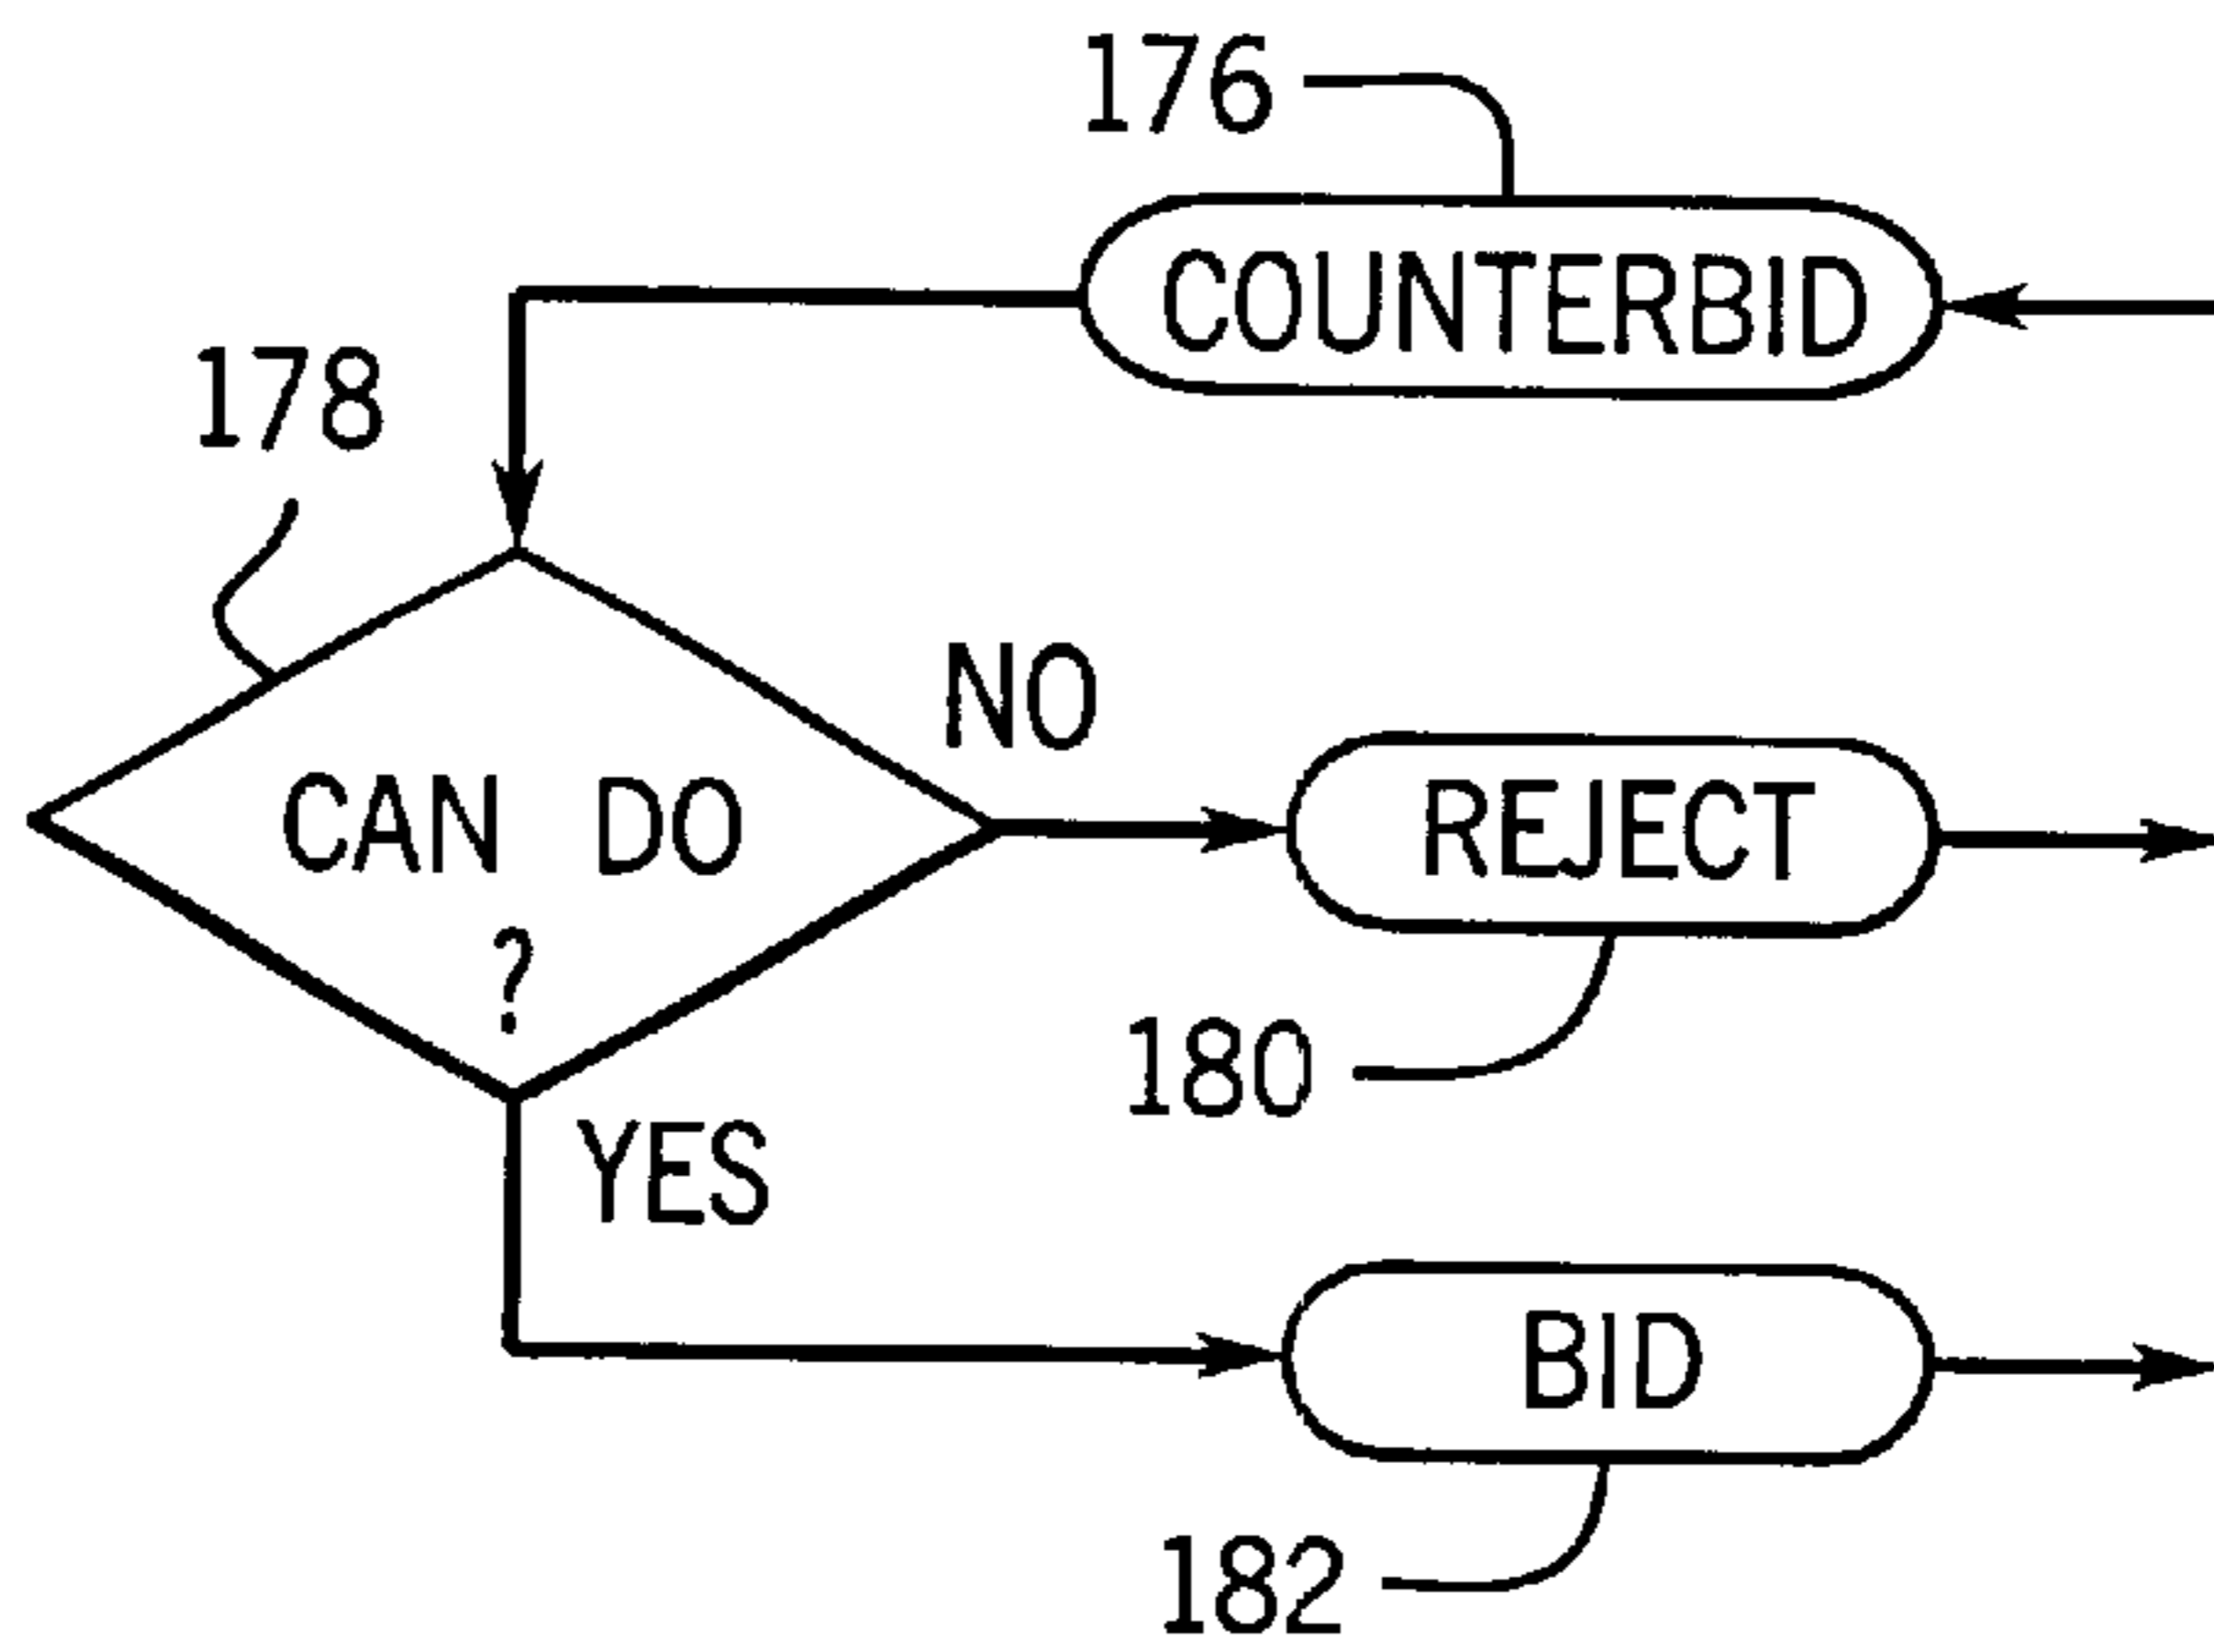 176
COUNTERBID
178
NO
CAN DO
?
REJECT
180
YES
BID
182